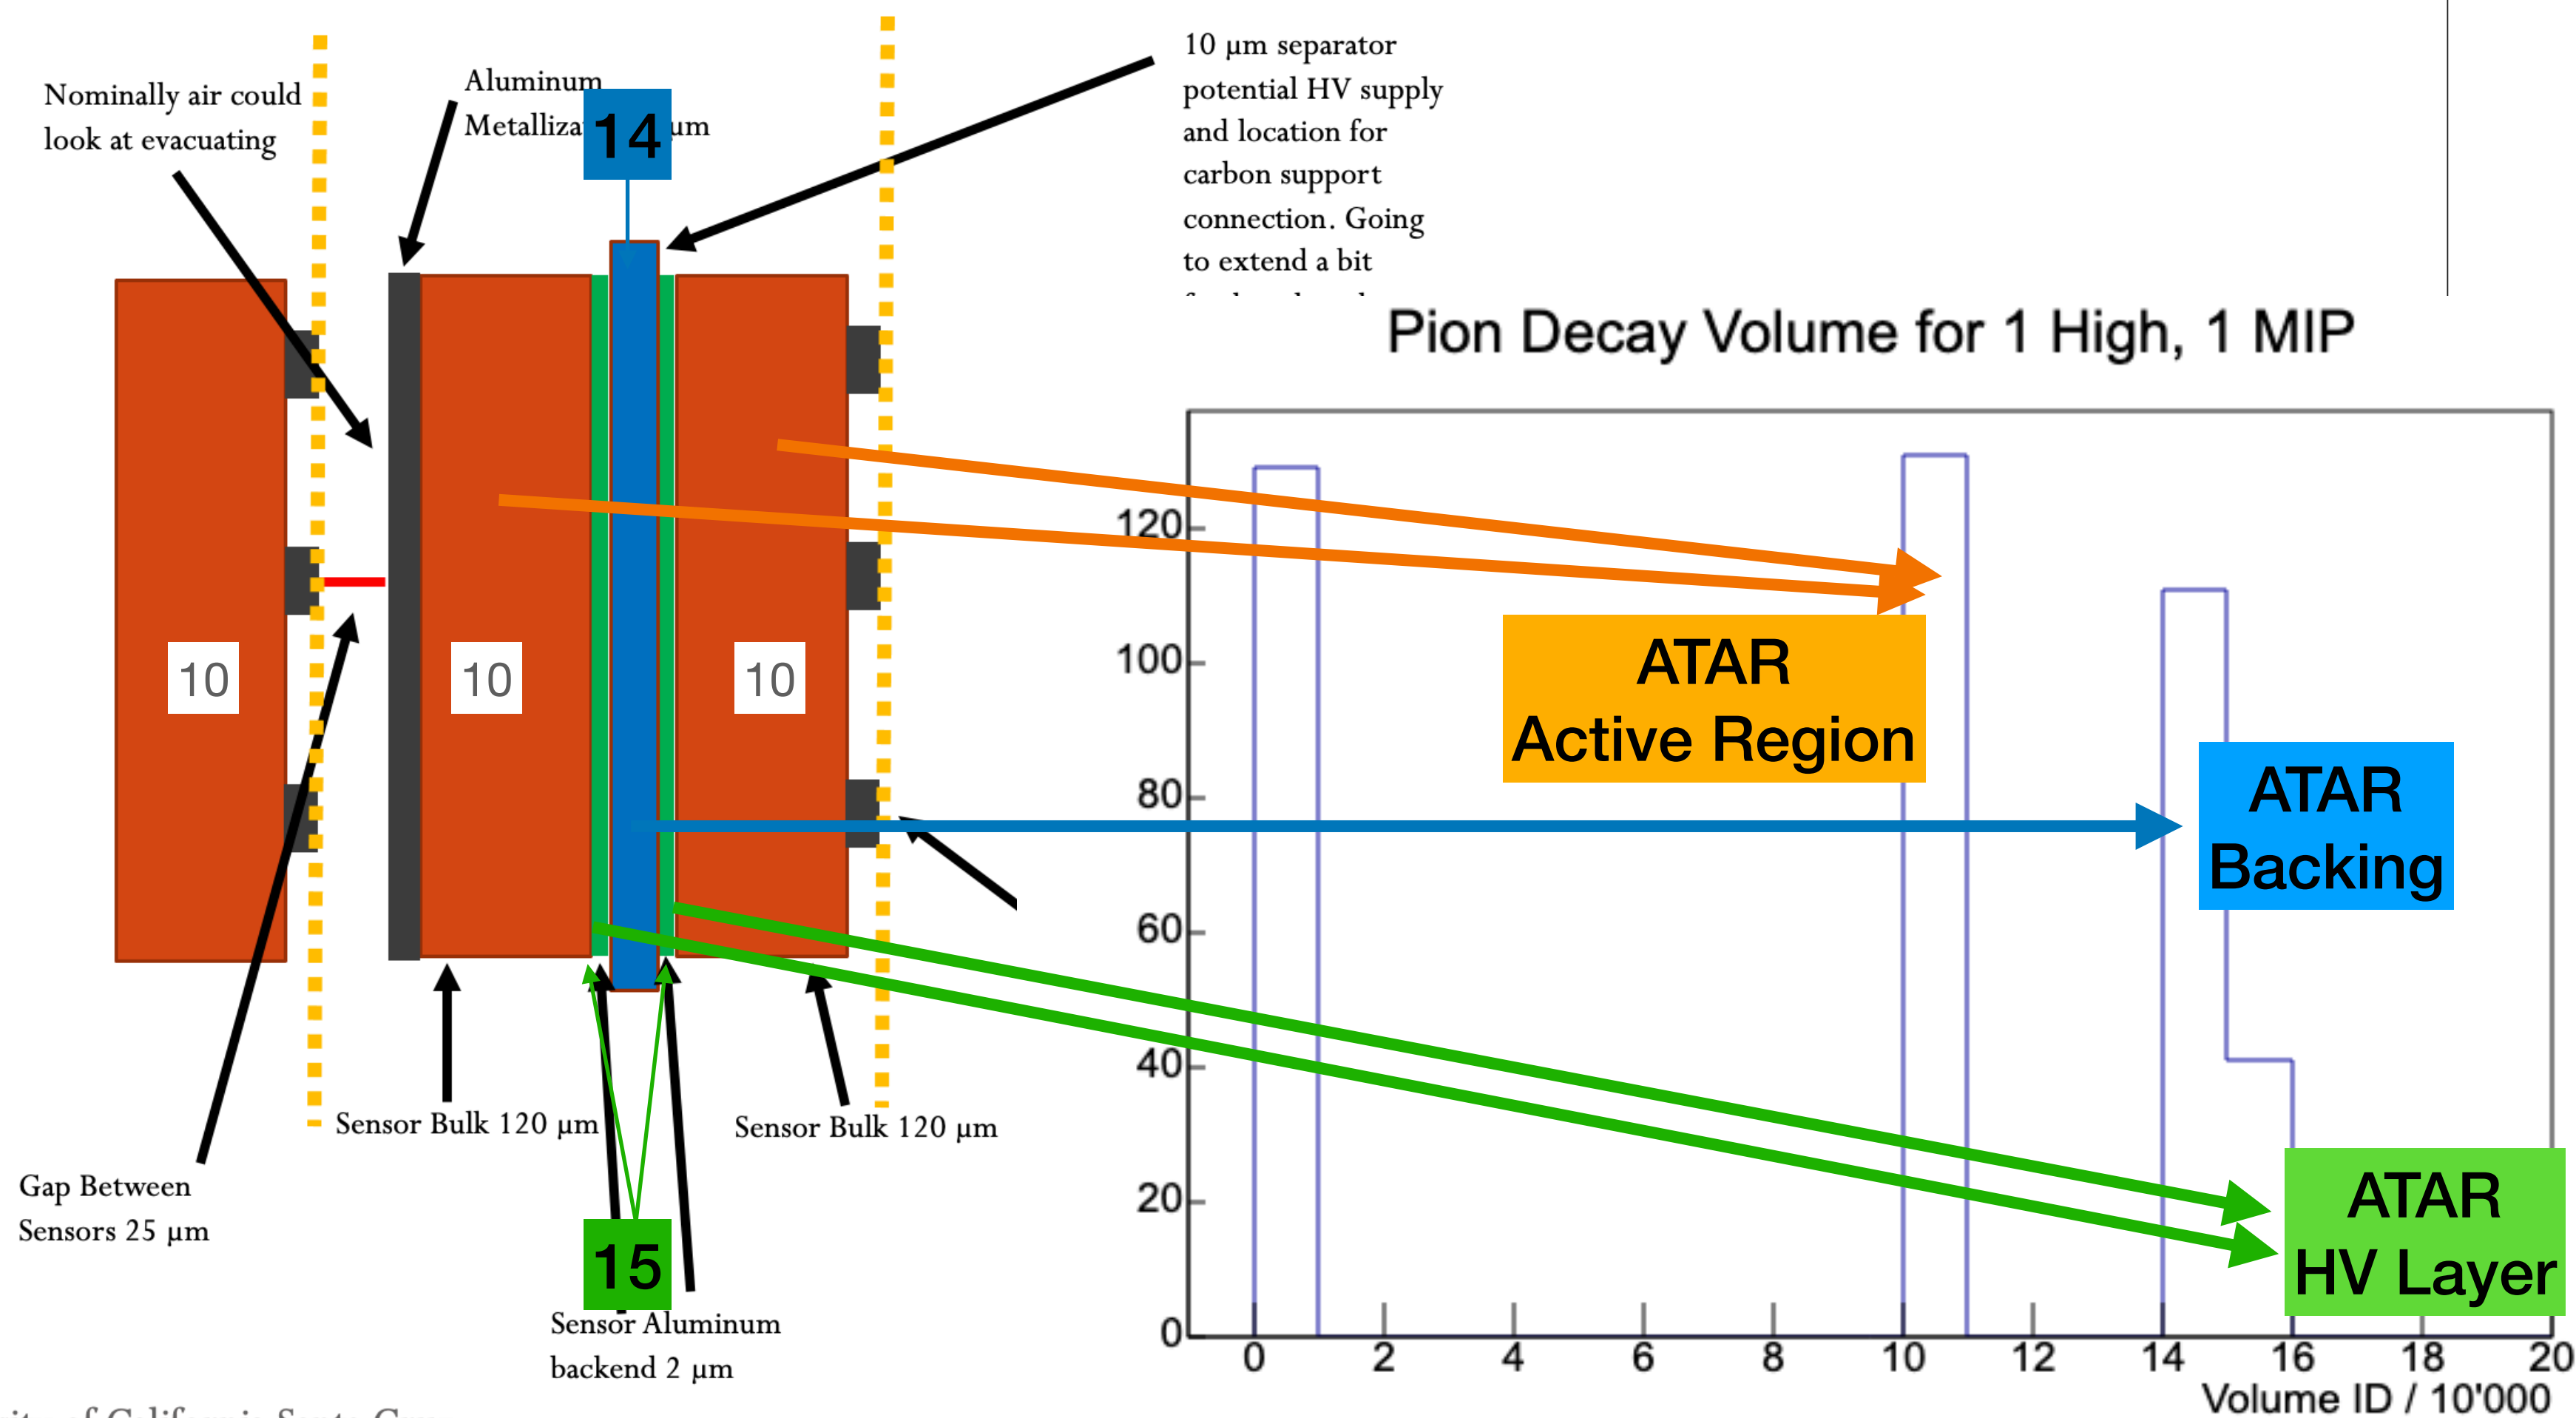 Nominally air could
look at evacuating
Aluminum
14
µm
10 µm separator
potential HV supply
and location for
carbon support
connection. Going
to extend a bit
10
10
10
Sensor Bulk 120 µm
Sensor Bulk 120 µm
Gap Between
Sensors 25 µm
15
Sensor Aluminum
backend 2 µm
Pion Decay Volume for 1 High, 1 MIP
120
100
80
60
40
20
0
0 2 4 6 8 10 12 14 16 18 20
Volume ID / 10'000
ATAR
Active Region
ATAR
Backing
ATAR
HV Layer